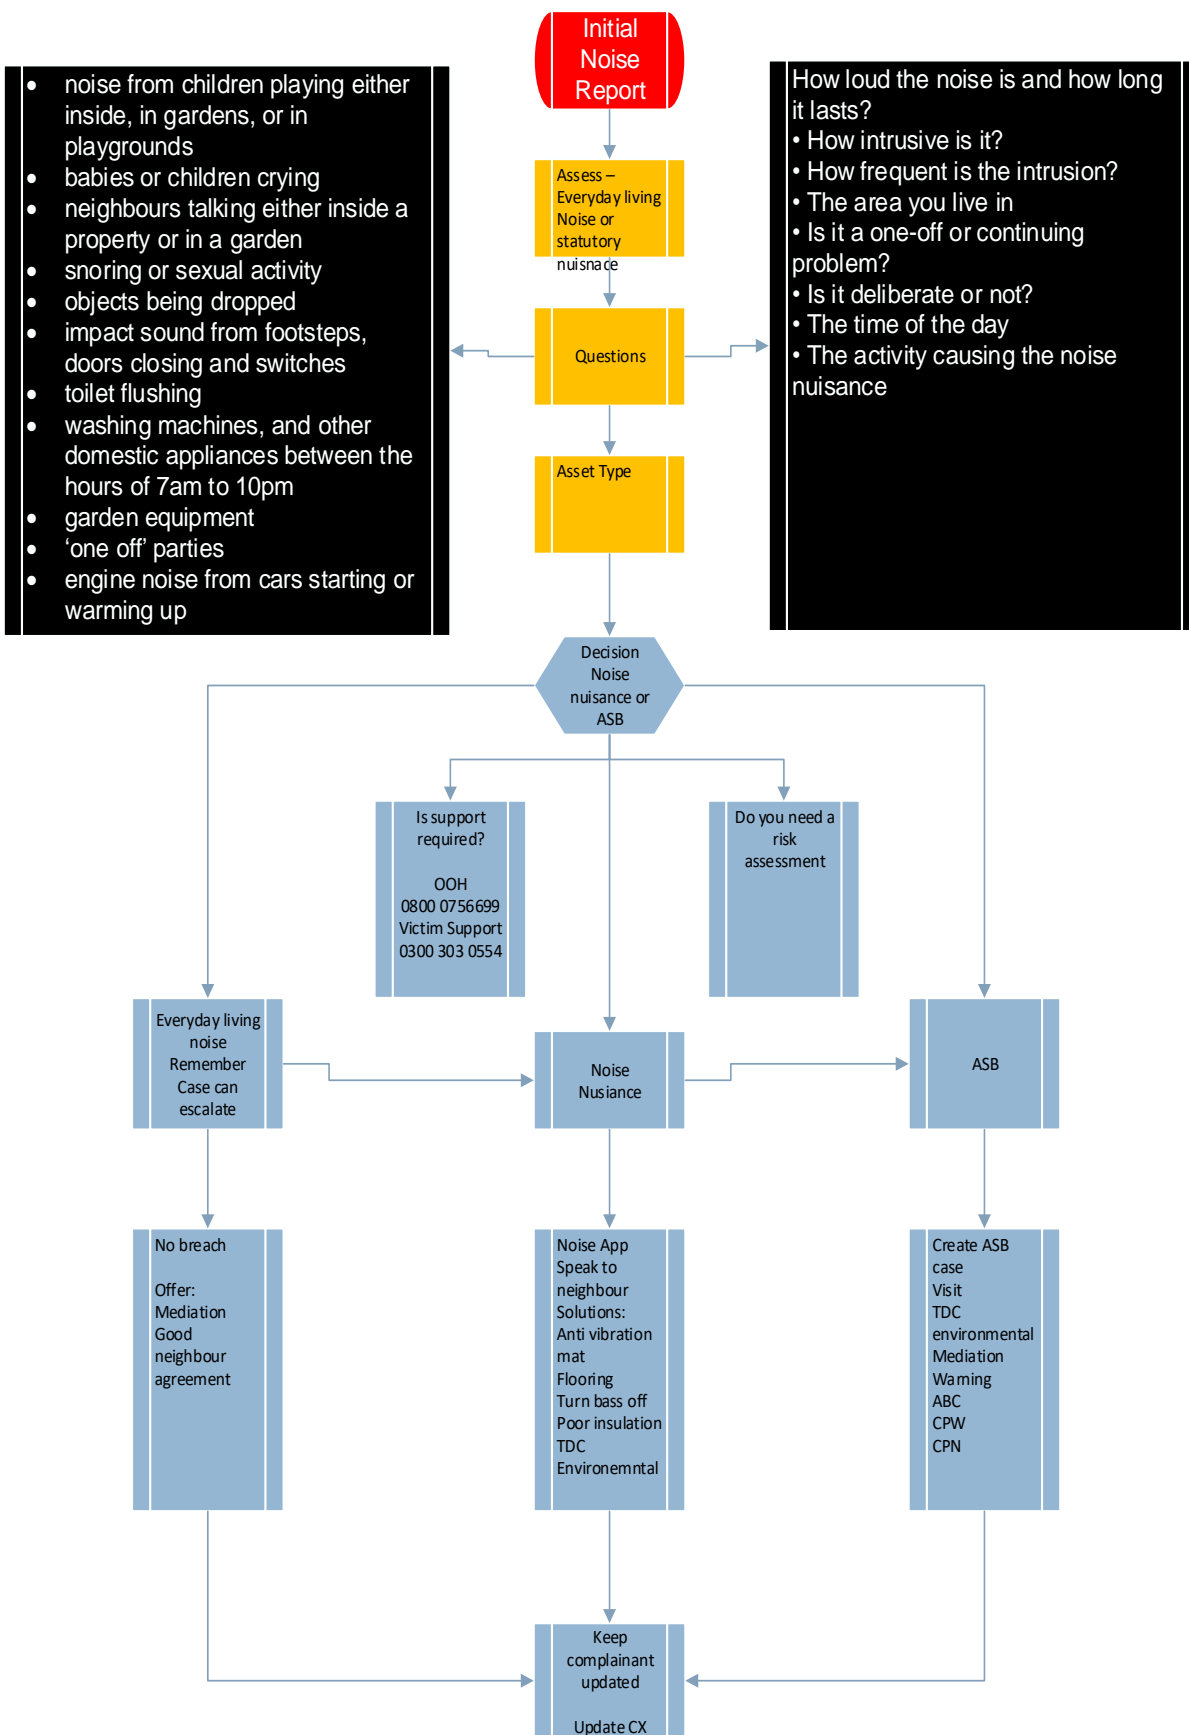 Initial
Noise
Report
• noise from children playing either
inside, in gardens, or in
playgrounds
• babies or children crying
• neighbours talking either inside a
property or in a garden
• snoring or sexual activity
• objects being dropped
• impact sound from footsteps,
doors closing and switches
• toilet flushing
• washing machines, and other
domestic appliances between the
hours of 7am to 10pm
• garden equipment
• ‘one off’ parties
• engine noise from cars starting or
warming up
How loud the noise is and how long
it lasts?
• How intrusive is it?
• How frequent is the intrusion?
• The area you live in
• Is it a one-off or continuing
problem?
• Is it deliberate or not?
• The time of the day
• The activity causing the noise
nuisance
Assess –
Everyday living
Noise or
statutory
nuisnace
Questions
Asset Type
Decision
Noise
nuisance or
ASB
Is support
required?
OOH
0800 0756699
Victim Support
0300 303 0554
Do you need a
risk
assessment
Everyday living
noise
Remember
Case can
escalate
Noise
Nusiance
ASB
No breach
Offer:
Mediation
Good
neighbour
agreement
Noise App
Speak to
neighbour
Solutions:
Anti vibration
mat
Flooring
Turn bass off
Poor insulation
TDC
Environemntal
Create ASB
case
Visit
TDC
environmental
Mediation
Warning
ABC
CPW
CPN
Keep
complainant
updated
Update CX